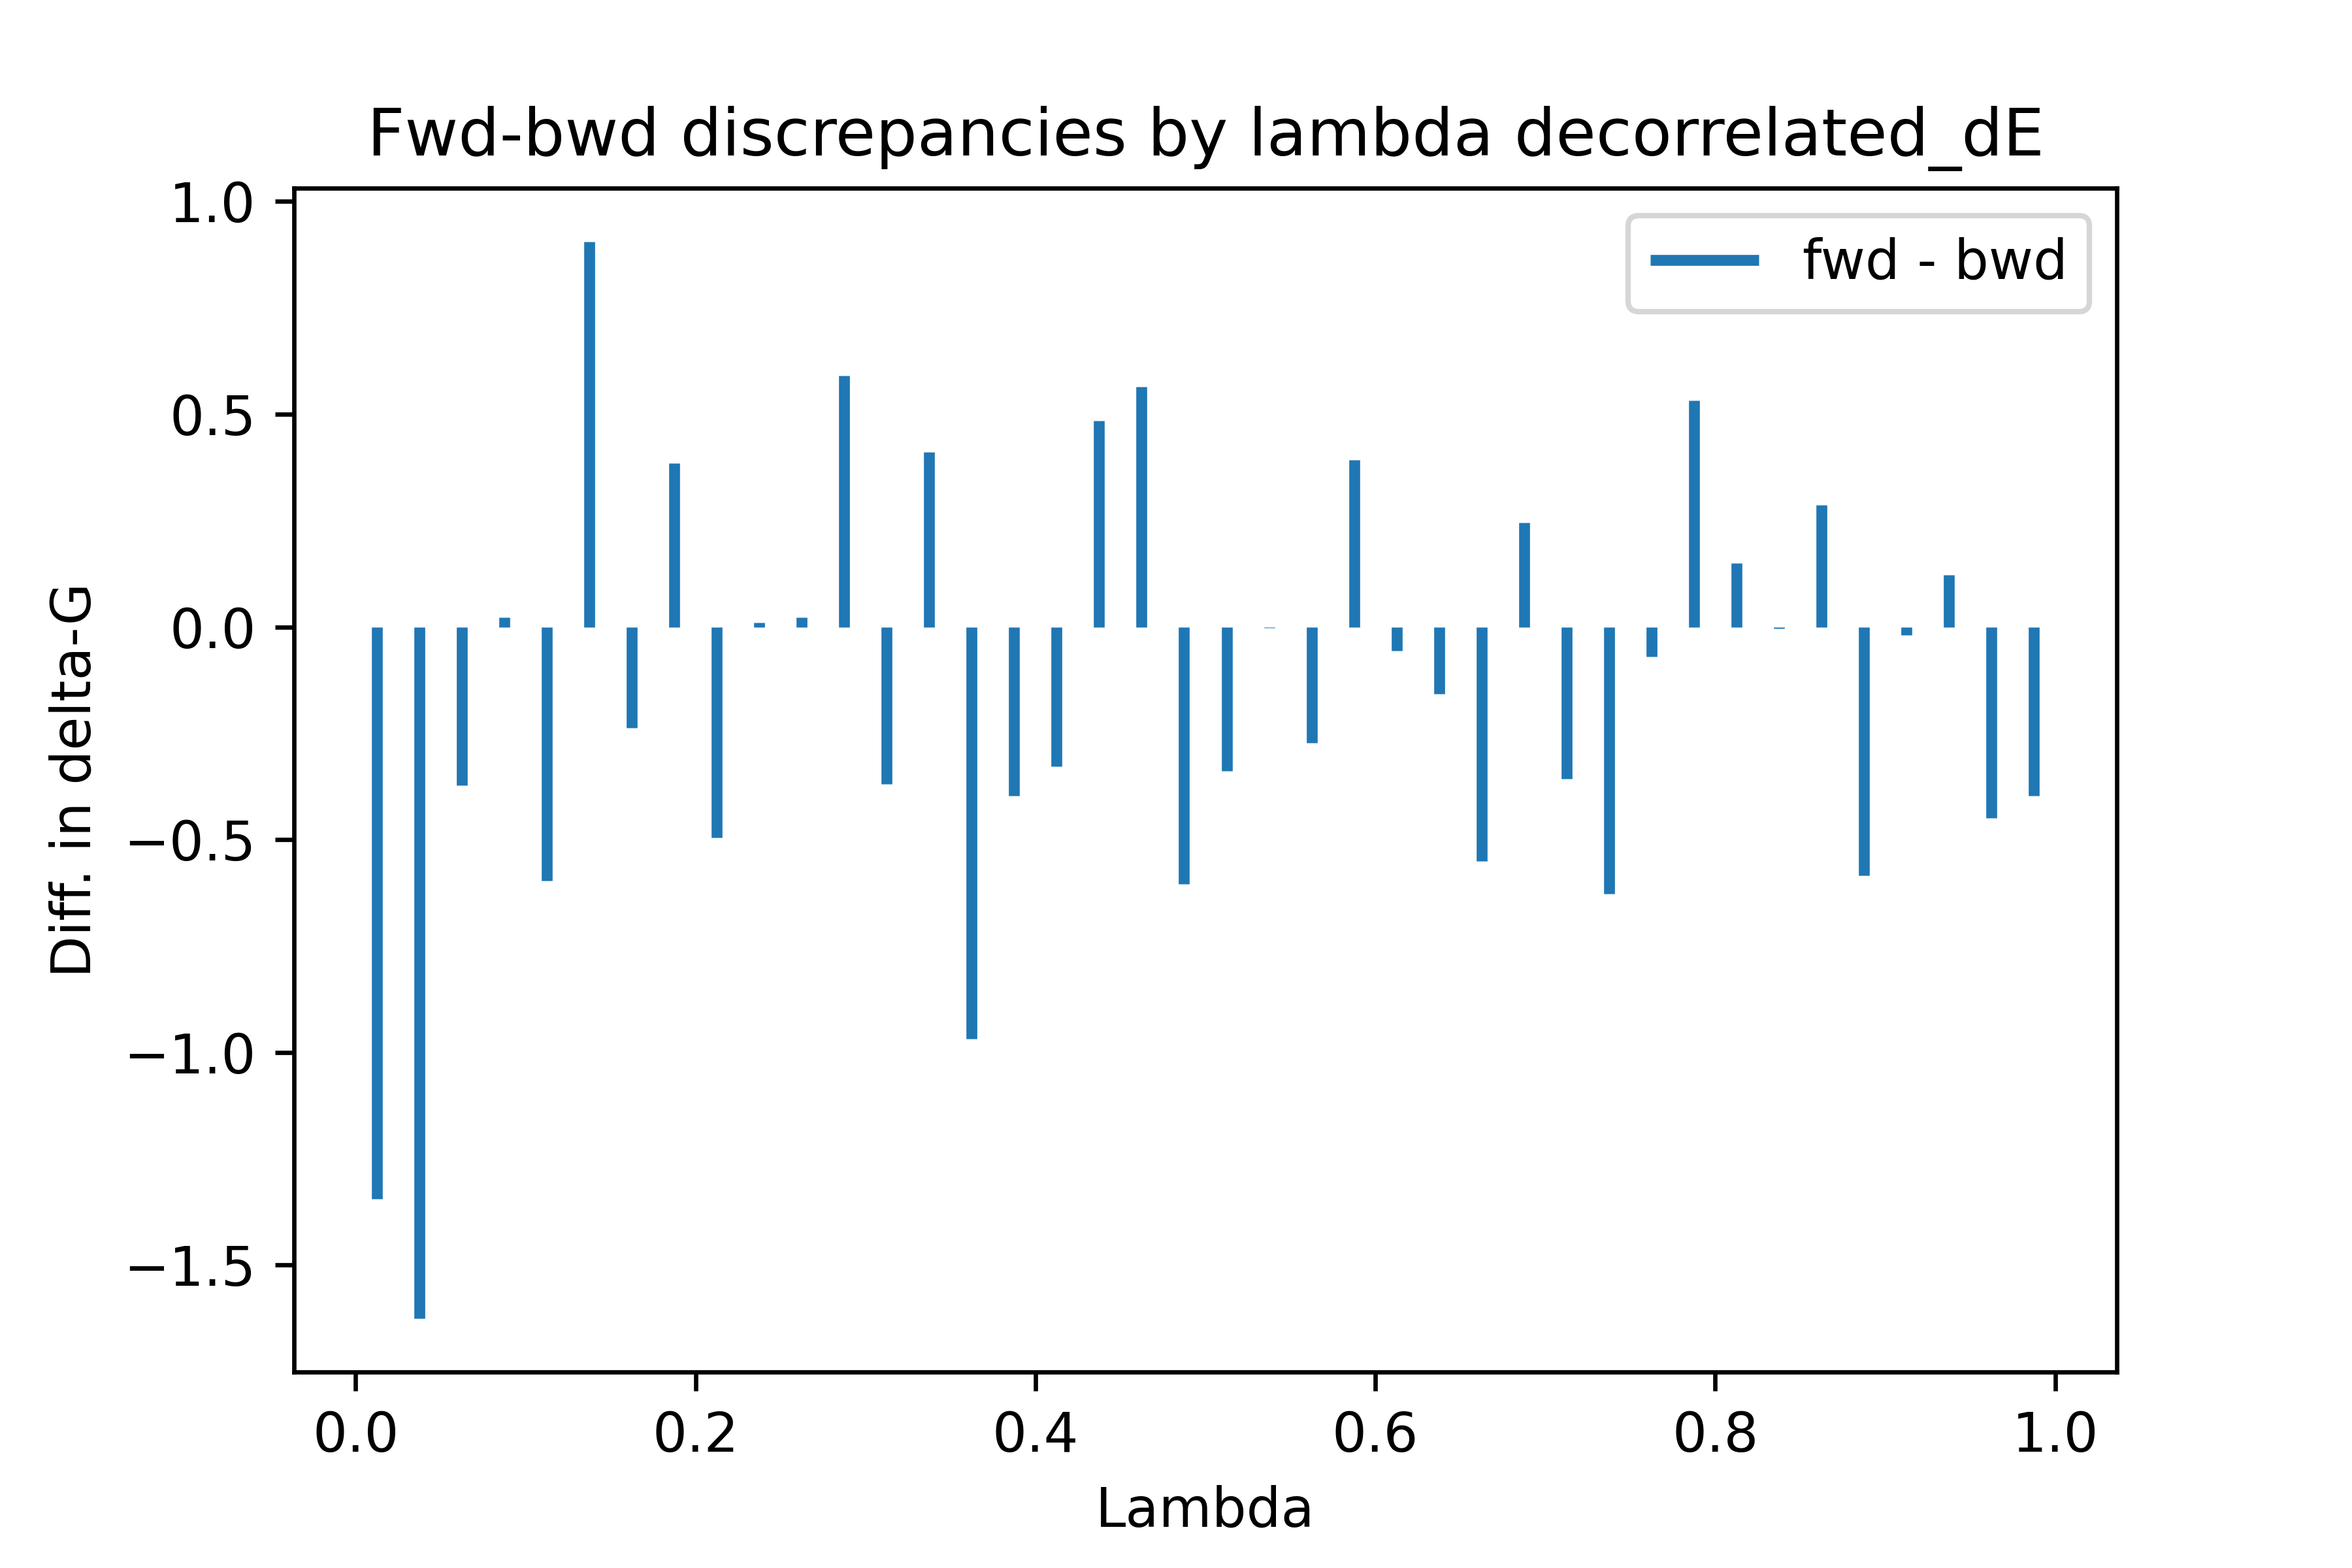 Fwd-bwd discrepancies by lambda decorrelated_dE
fwd - bwd
1.0
0.5
0.0
−0.5
−1.0
−1.5
Diff. in delta-G
0.0 0.2 0.4 0.6 0.8 1.0
Lambda